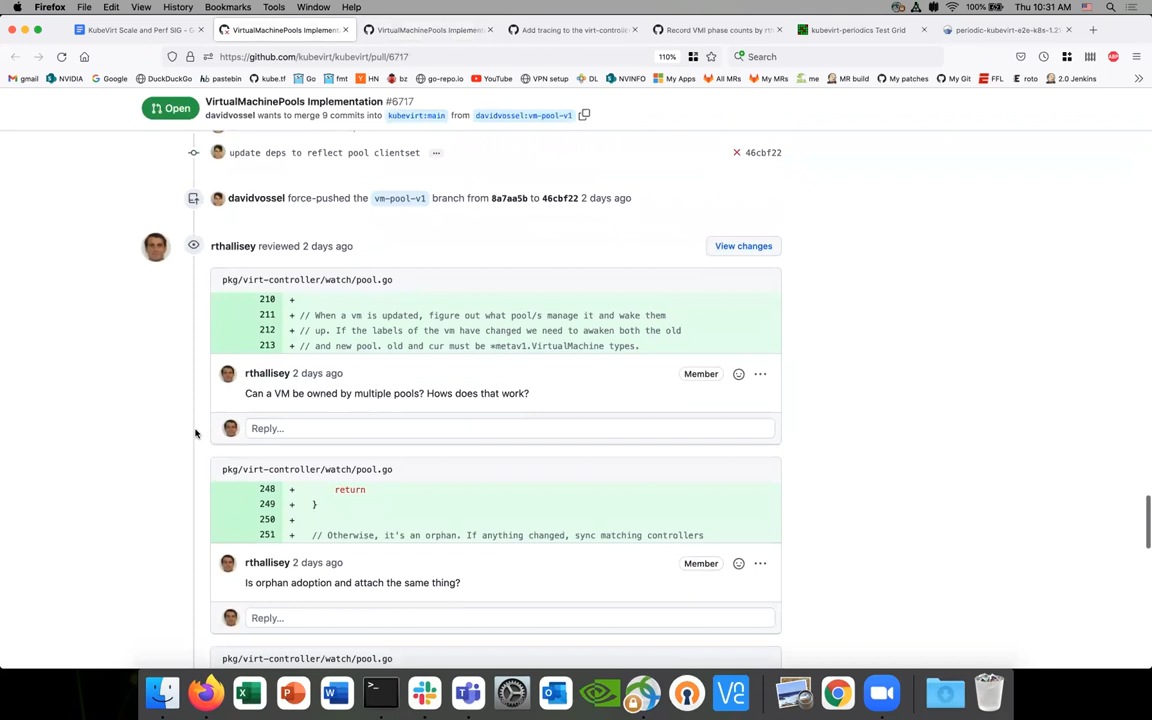 Firefox File Edit View History Bookmarks Tools Window Help 100% Thu 10:31 AM
KubeVirt Scale and Perf SIG - G × VirtualMachinePools Implement × VirtualMachinePools Implement × Add tracing to the virt-controlle × Record VMI phase counts by × kubevirt-periodics Test Grid × periodic-kubevirt-e2e-k8s-1.2 × +
https://github.com/kubevirt/pull/6717 110% Search
gmail NVIDIA Google DuckDuckGo pastebin kube.tf Go fmt HN bz go-repo.io YouTube VPN setup DL NVINFO My Apps All MRs My MRs me MR build My patches My Git FFL roto 2.0 Jenkins
Open
VirtualMachinePools Implementation #6717
davidvossel wants to merge 9 commits into kubevirt:main from davidvossel:vm-pool-v1
update deps to reflect pool clientset ... × 46cbf22
davidvossel force-pushed the vm-pool-v1 branch from 8a7aa5b to 46cbf22 2 days ago
rthallisey reviewed 2 days ago View changes
pkg/virt-controller/watch/pool.go
210 +
211 + // When a vm is updated, figure out what pool/s manage it and wake them
212 + // up. If the labels of the vm have changed we need to awaken both the old
213 + // and new pool. old and cur must be *metav1.VirtualMachine types.
rthallisey 2 days ago Member ...
Can a VM be owned by multiple pools? Hows does that work?
Reply...
pkg/virt-controller/watch/pool.go
248 + return
249 + }
250 +
251 + // Otherwise, it's an orphan. If anything changed, sync matching controllers
rthallisey 2 days ago Member ...
Is orphan adoption and attach the same thing?
Reply...
pkg/virt-controller/watch/pool.go